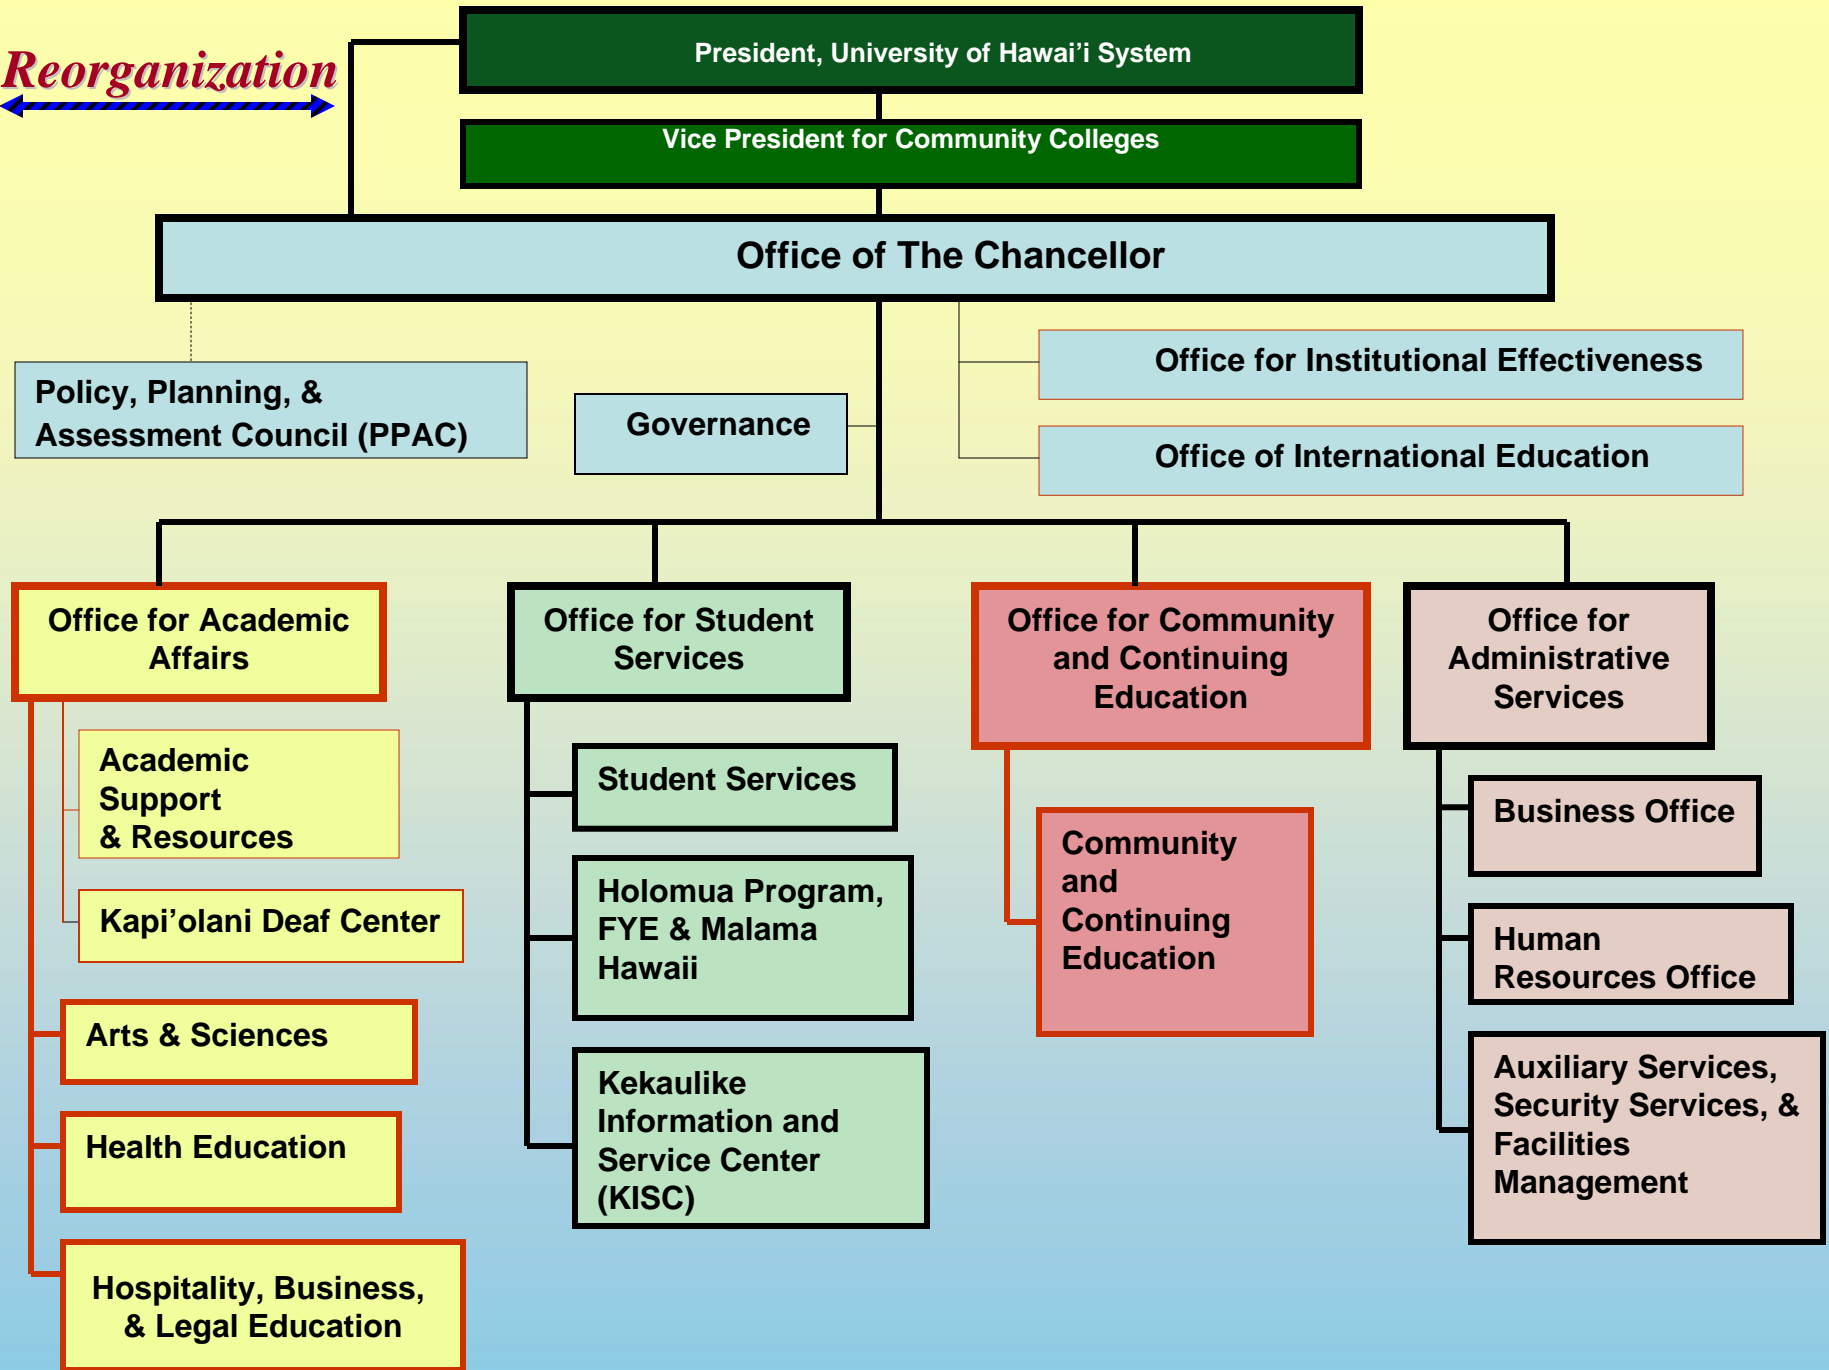 Reorganization
President, University of Hawai’i System
Vice President for Community Colleges
Office of The Chancellor
Policy, Planning, &
Assessment Council (PPAC)
Governance
Office for Institutional Effectiveness
Office of International Education
Office for Academic
Affairs
Academic
Support
& Resources
Kapi’olani Deaf Center
Arts & Sciences
Health Education
Hospitality, Business,
& Legal Education
Office for Student
Services
Student Services
Holomua Program,
FYE & Malama
Hawaii
Kekaulike
Information and
Service Center
(KISC)
Office for Community
and Continuing
Education
Community
and
Continuing
Education
Office for
Administrative
Services
Business Office
Human
Resources Office
Auxiliary Services,
Security Services, &
Facilities
Management